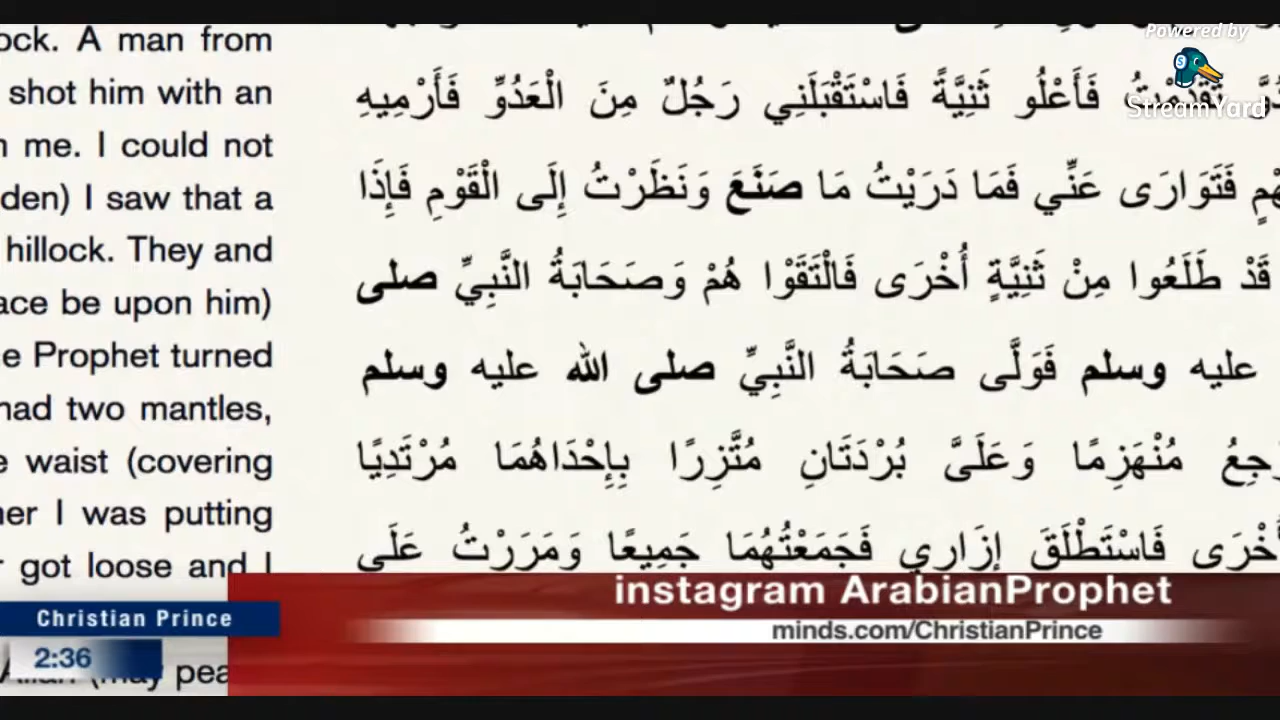 Powered by
StreamYard
ock. A man from
shot him with an
me. I could not
den) I saw that a
hillock. They and
ace be upon him)
e Prophet turned
had two mantles,
e waist (covering
er I was putting
got loose and I
pea
تَقَدَّمْتُ فَأَعْلُو ثَنِيَّةً فَاسْتَقْبَلَنِي رَجُلٌ مِنَ الْعَدُوِّ فَأَرْمِيهِ
فَتَوَارَى عَنِّي فَمَا دَرَيْتُ مَا صَنَعَ وَنَظَرْتُ إِلَى الْقَوْمِ فَإِذَا
قَدْ طَلَعُوا مِنْ ثَنِيَّةٍ أُخْرَى فَالْتَقَوْا هُمْ وَصَحَابَةُ النَّبِيِّ صلى
عليه وسلم فَوَلَّى صَحَابَةُ النَّبِيِّ صلى الله عليه وسلم
مُنْهَزِمًا وَعَلَىَّ بُرْدَتَانِ مُتَّزِرًا بِإِحْدَاهُمَا مُرْتَدِيًا
فَاسْتَطْلَقَ إِزَارِي فَجَمَعْتُهُمَا جَمِيعًا وَمَرَرْتُ عَلَى
instagram ArabianProphet
minds.com/ChristianPrince
Christian Prince
2:36